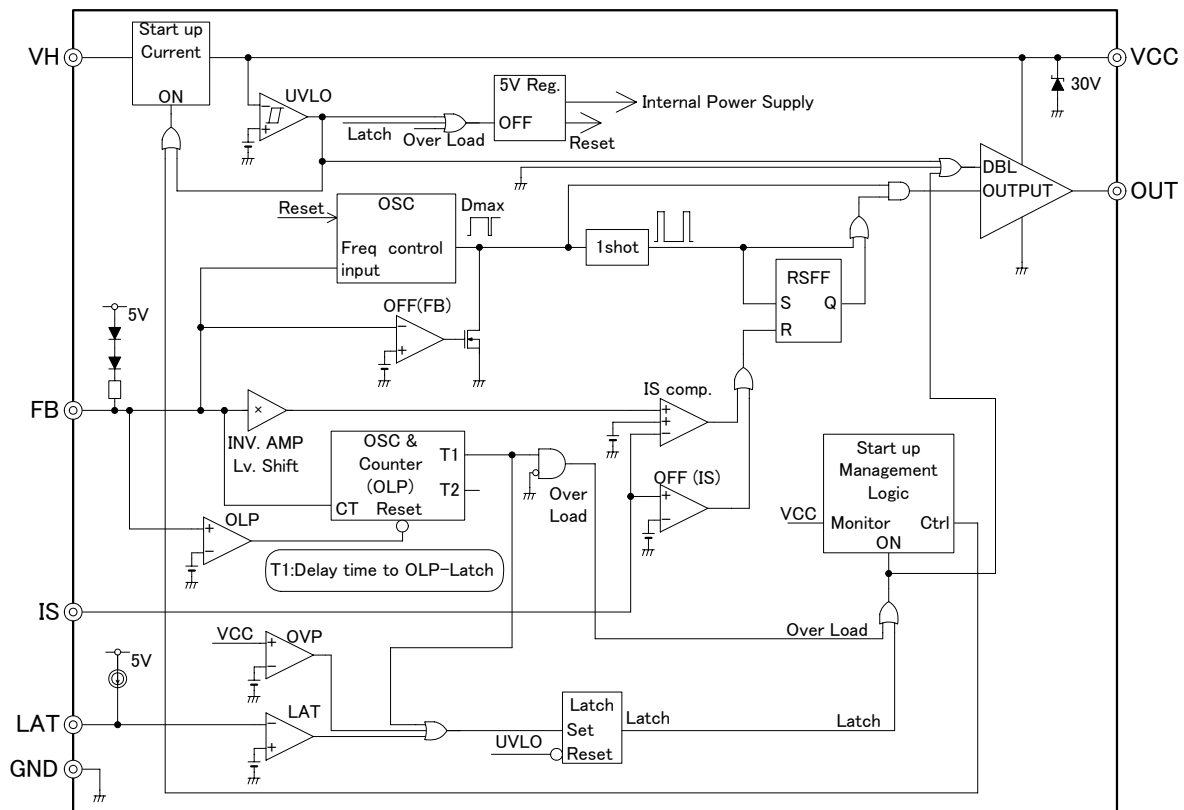 Start up
Current
ON
VH
VCC
30V
UVLO
5V Reg.
OFF
Internal Power Supply
Reset
Latch
Over Load
DBL
OUTPUT
OUT
Reset
OSC
Freq control
input
Dmax
1shot
RSFF
S
Q
R
OFF(FB)
5V
FB
×
INV. AMP
Lv. Shift
IS comp.
OSC &
Counter
(OLP)
T1
T2
CT
Reset
Over
Load
OFF (IS)
Start up
Management
Logic
VCC
Monitor
Ctrl
ON
OLP
T1:Delay time to OLP-Latch
IS
Over Load
VCC
OVP
5V
LAT
LAT
Latch
Set
Reset
UVLO
Latch
Latch
GND